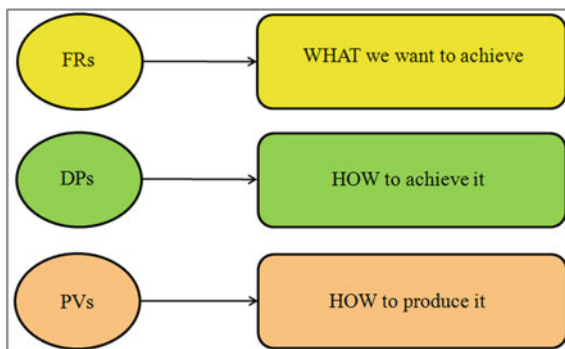 FRs
WHAT we want to achieve
DPs
HOW to achieve it
PVs
HOW to produce it